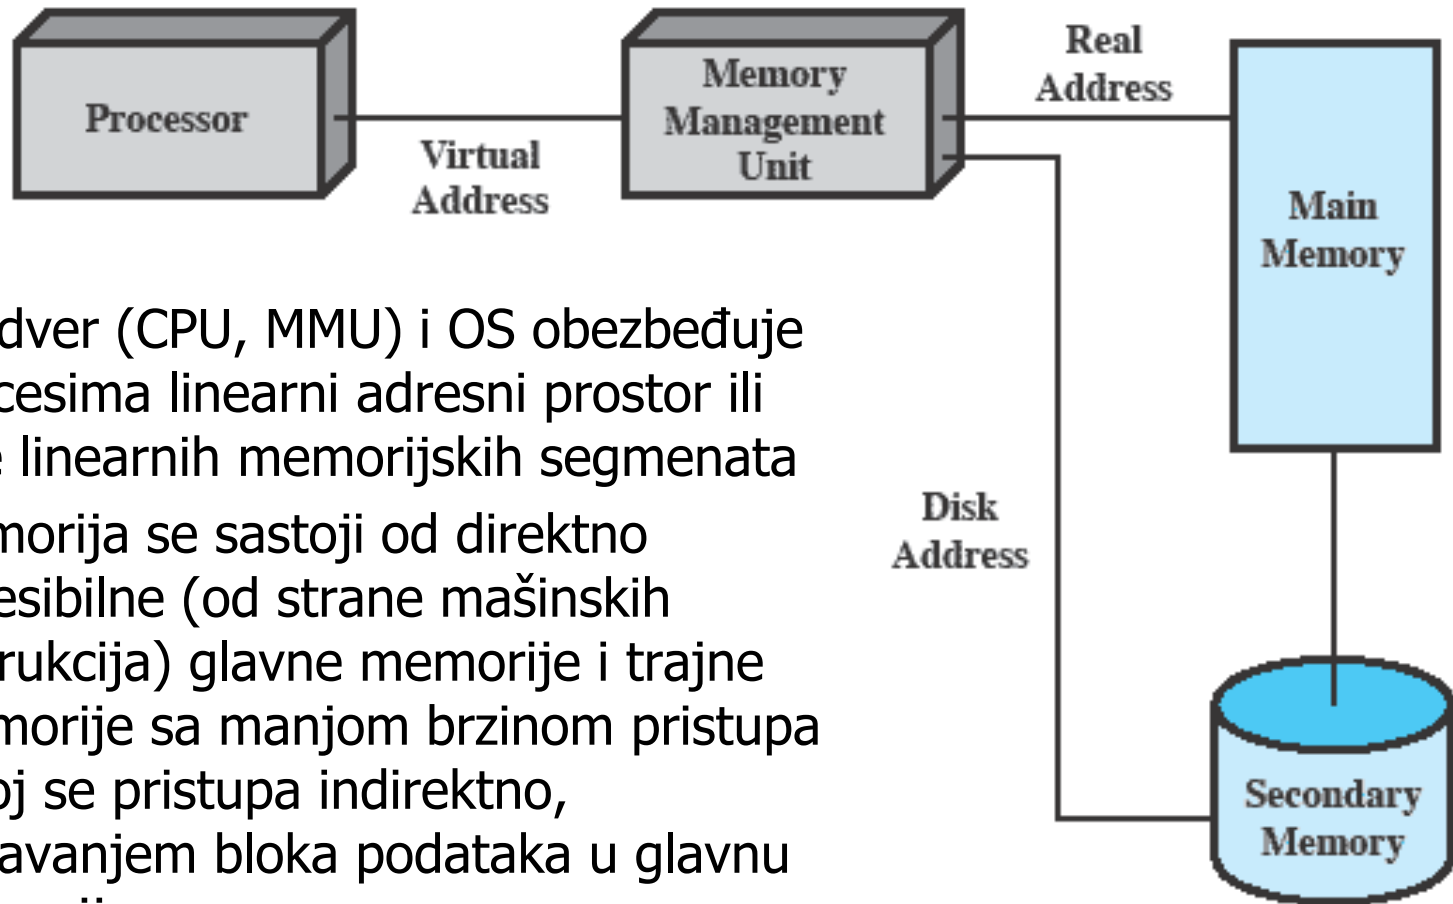 Processor
Virtual
Address
Memory
Management
Unit
Real
Address
Main
Memory
dver (CPU, MMU) i OS obezbeđuje
cesima linearni adresni prostor ili
e linearnih memorijskih segmenata
morija se sastoji od direktno
esibilne (od strane mašinskih
rukcija) glavne memorije i trajne
morije sa manjom brzinom pristupa
oj se pristupa indirektno,
avanjem bloka podataka u glavnu
Disk
Address
Secondary
Memory